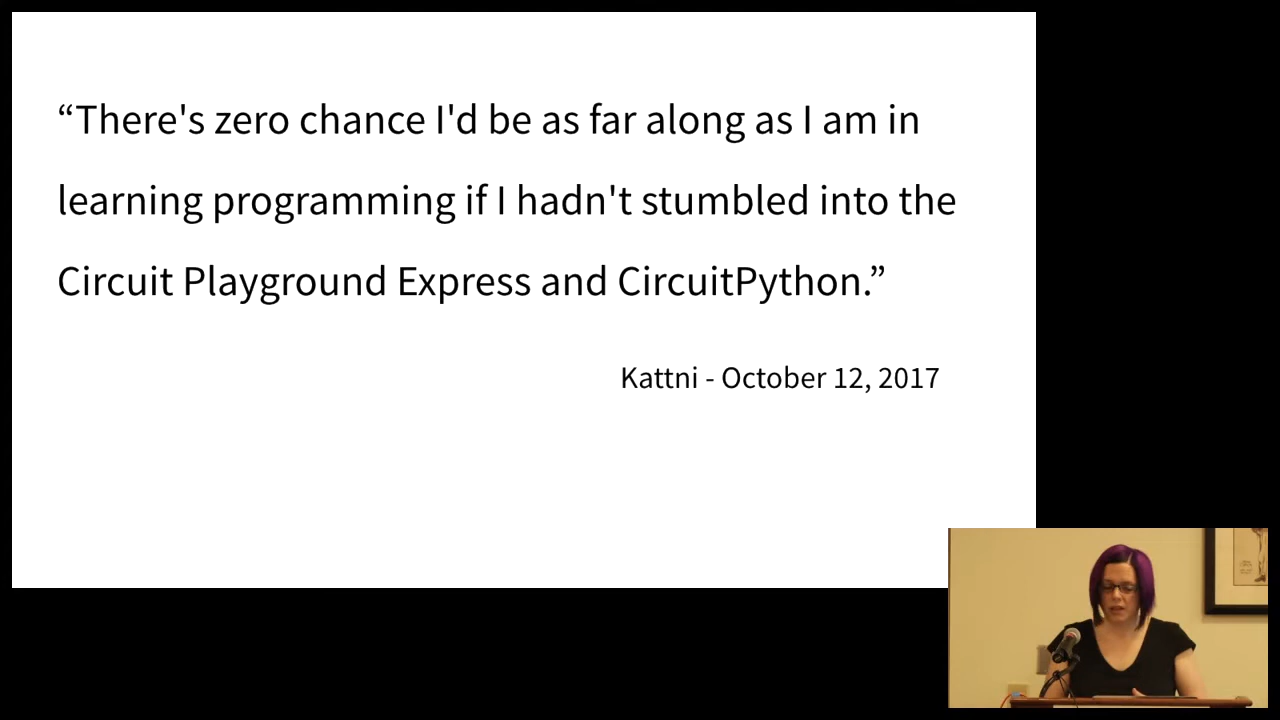 “There's zero chance I'd be as far along as I am in
learning programming if I hadn't stumbled into the
Circuit Playground Express and CircuitPython.”
Kattni - October 12, 2017